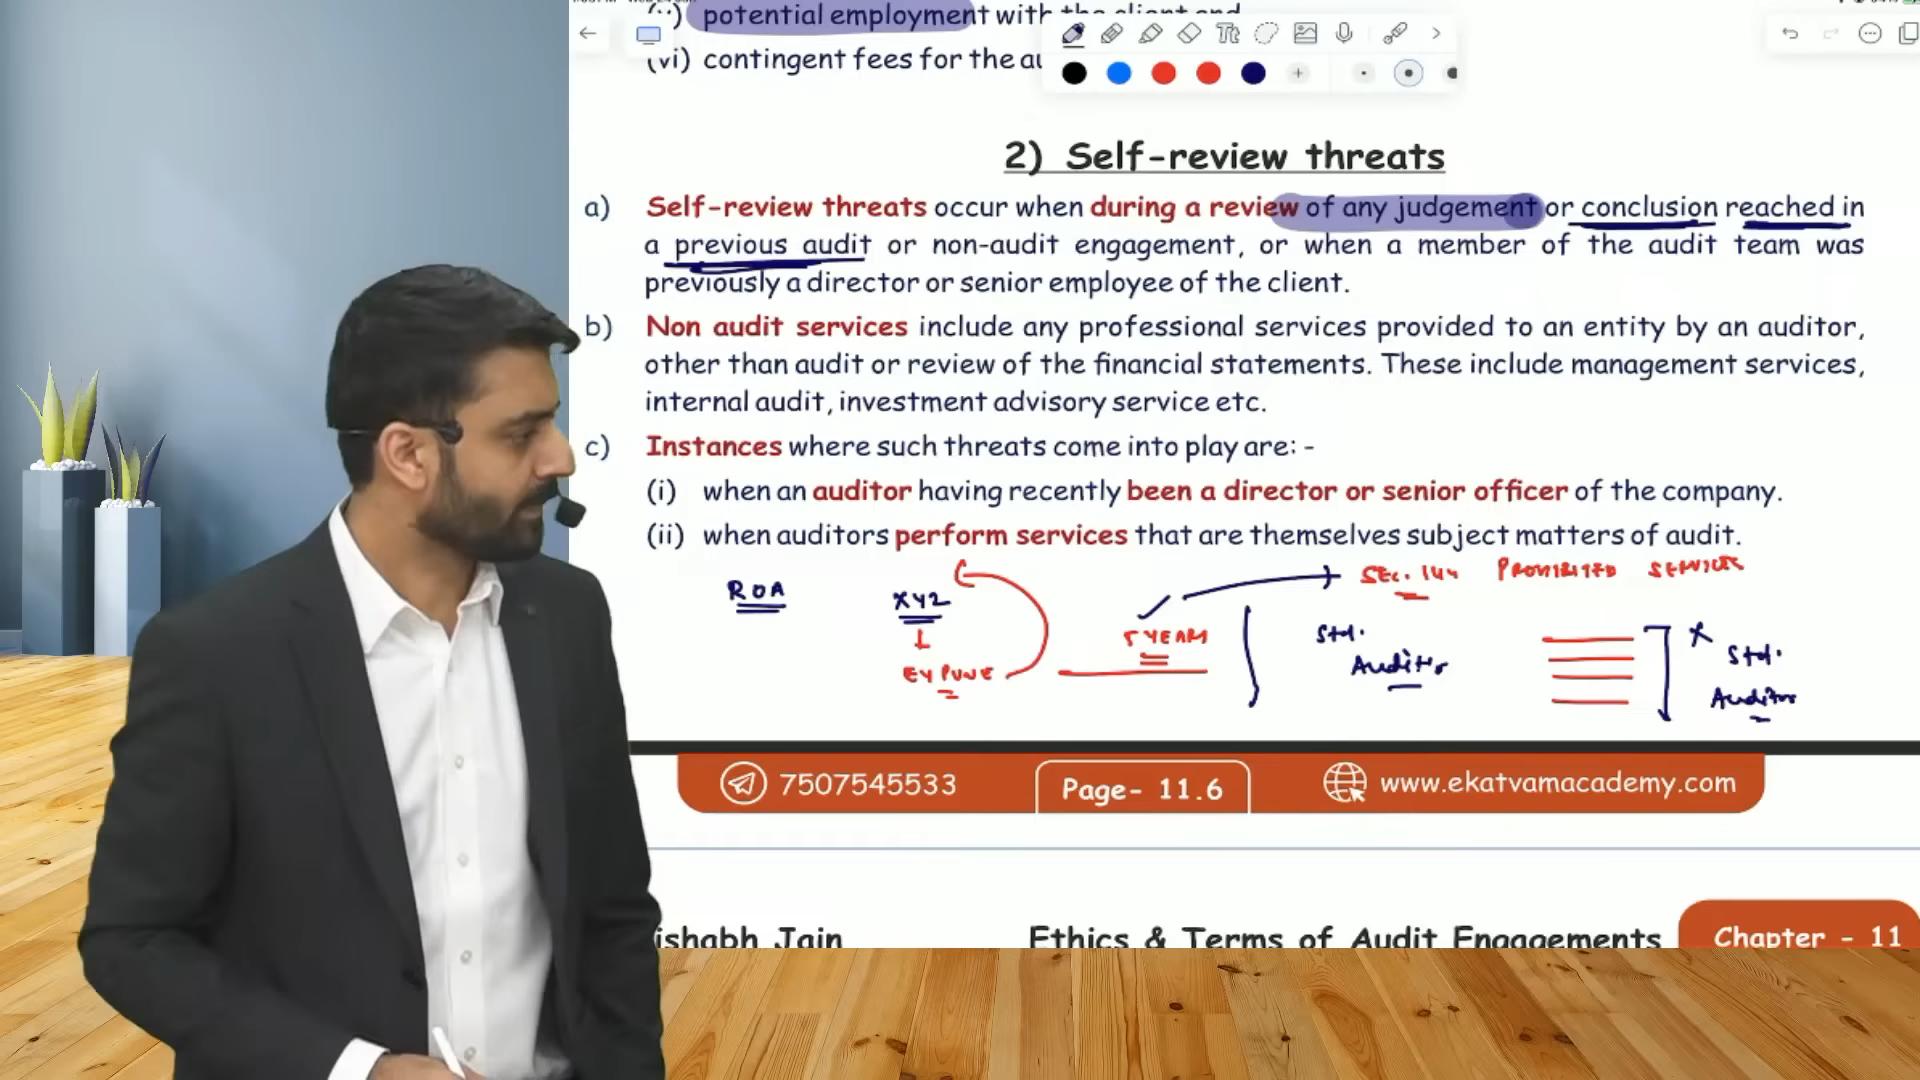 potential employment with the client and
(vi) contingent fees for the au
2) Self-review threats
a) Self-review threats occur when during a review of any judgement or conclusion reached in
a previous audit or non-audit engagement, or when a member of the audit team was
previously a director or senior employee of the client.
b) Non audit services include any professional services provided to an entity by an auditor,
other than audit or review of the financial statements. These include management services,
internal audit, investment advisory service etc.
c) Instances where such threats come into play are: -
(i) when an auditor having recently been a director or senior officer of the company.
(ii) when auditors perform services that are themselves subject matters of audit.
SEC. 144 PROHIBITED SERVICES
ROA
XYZ
5 YEARS
Std.
Auditor
EY PUNE
Std.
Auditor
7507545533
Page- 11.6
www.ekatvamacademy.com
ishabh Jain
Ethics & Terms of Audit Engagements
Chapter - 11